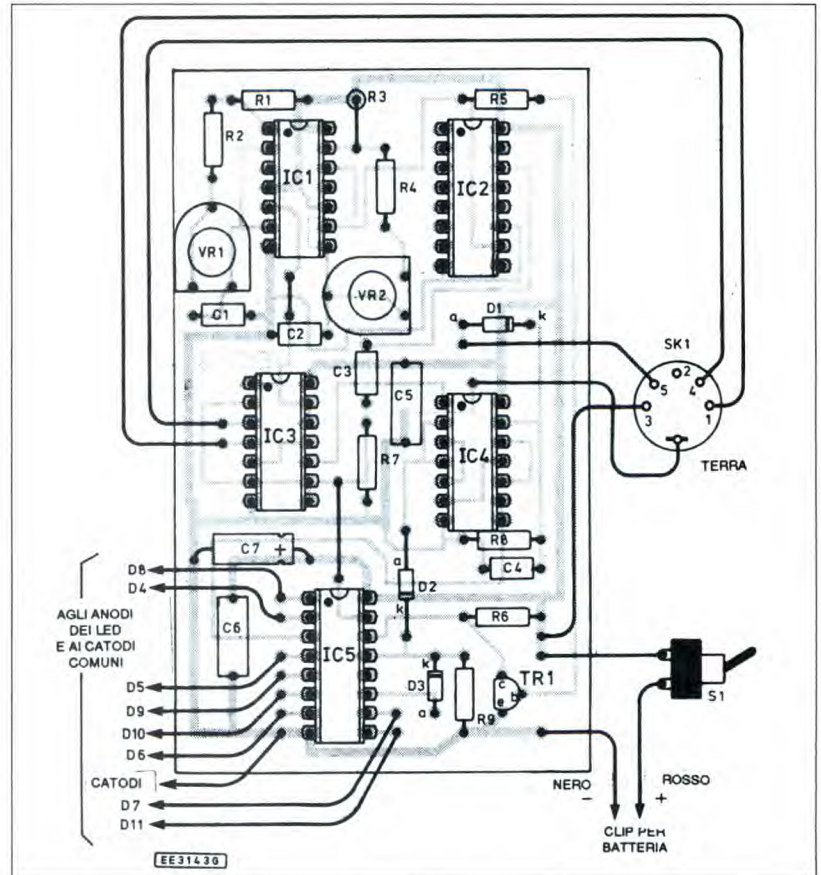 R1
R3
R5
R2
IC1
IC2
R4
VR1
VR2
C1
C2
a D1 k
SK1
2
5 4
3 1
C3
C5
IC3
IC4
R7
TERRA
R8
C7 +
C4
a
D2
k
D8
D4
AGLI ANODI
DEI LED
E AI CATODI
COMUNI
C6
IC5
R6
D5
D9
D10
D6
k
D3
a
R9
TR1
c
b
e
S1
CATODI
D7
D11
NERO
-
ROSSO
+
CLIP PER
BATTERIA
EE3143G